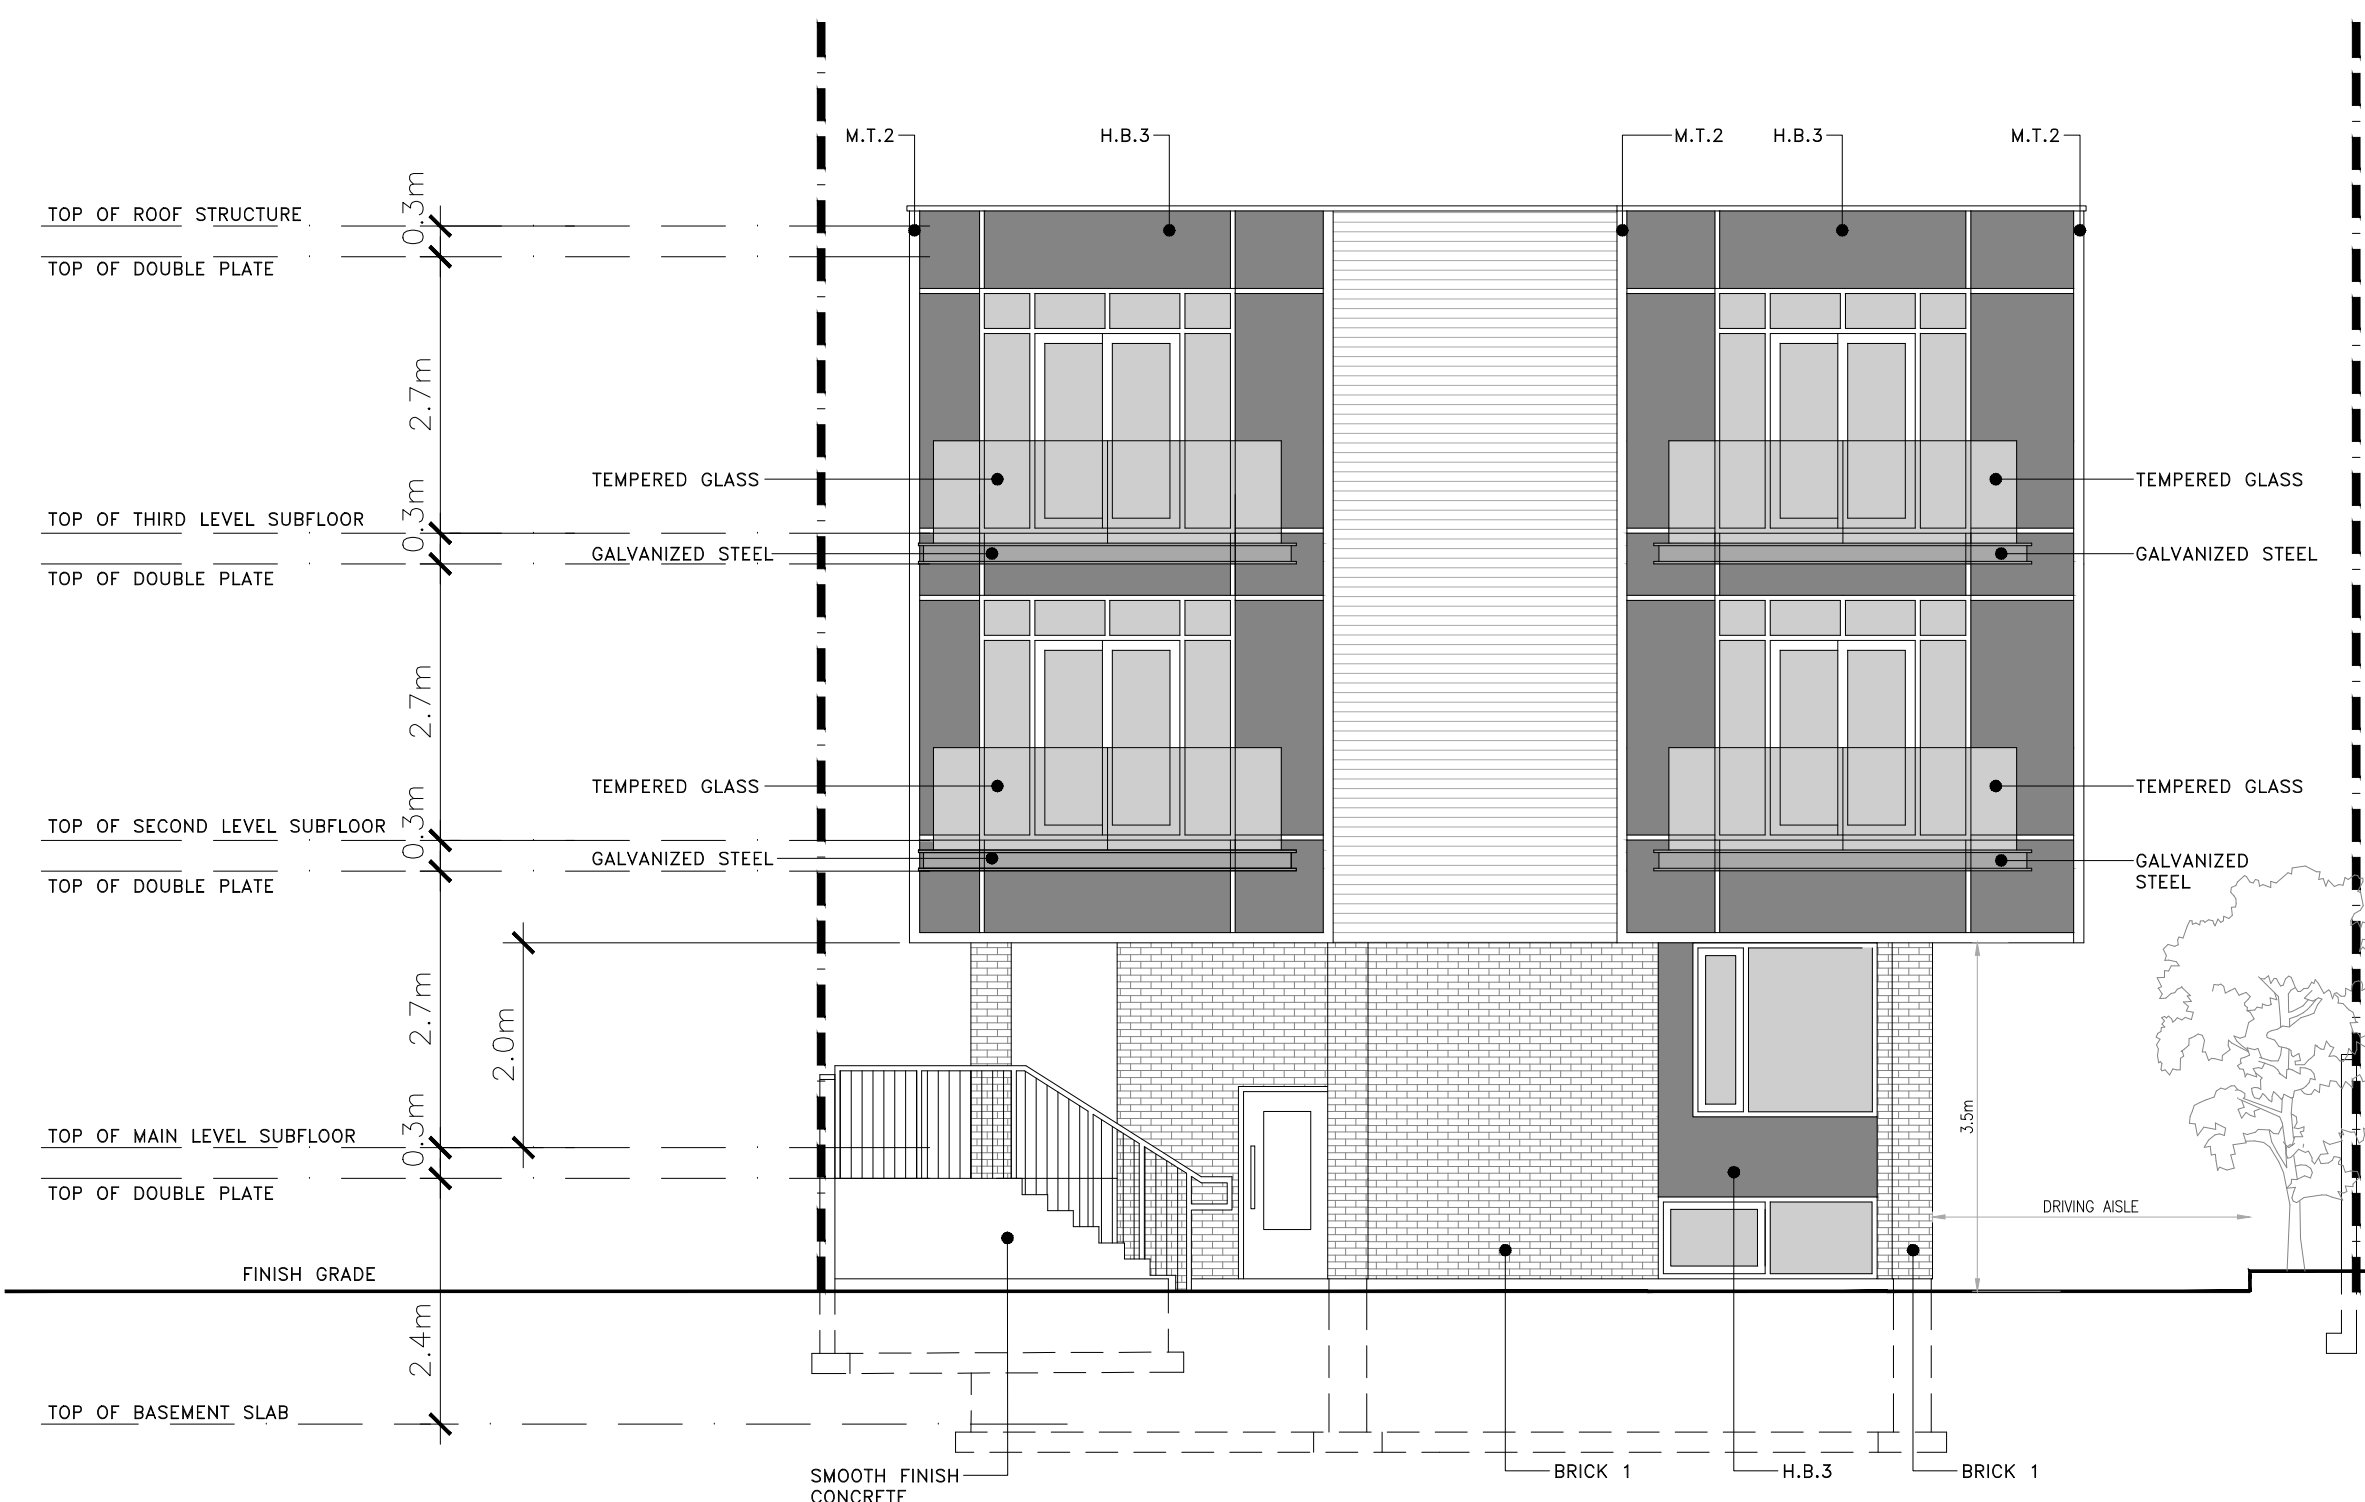 M.T.2
H.B.3
M.T.2
H.B.3
M.T.2
0.3m
TOP OF ROOF STRUCTURE
TOP OF DOUBLE PLATE
2.7m
TEMPERED GLASS
TEMPERED GLASS
0.3m
TOP OF THIRD LEVEL SUBFLOOR
GALVANIZED STEEL
GALVANIZED STEEL
TOP OF DOUBLE PLATE
2.7m
TEMPERED GLASS
TEMPERED GLASS
0.3m
TOP OF SECOND LEVEL SUBFLOOR
GALVANIZED STEEL
GALVANIZED
STEEL
TOP OF DOUBLE PLATE
2.7m
2.0m
3.5m
0.3m
TOP OF MAIN LEVEL SUBFLOOR
TOP OF DOUBLE PLATE
DRIVING AISLE
FINISH GRADE
2.4m
TOP OF BASEMENT SLAB
SMOOTH FINISH
CONCRETE
BRICK 1
H.B.3
BRICK 1